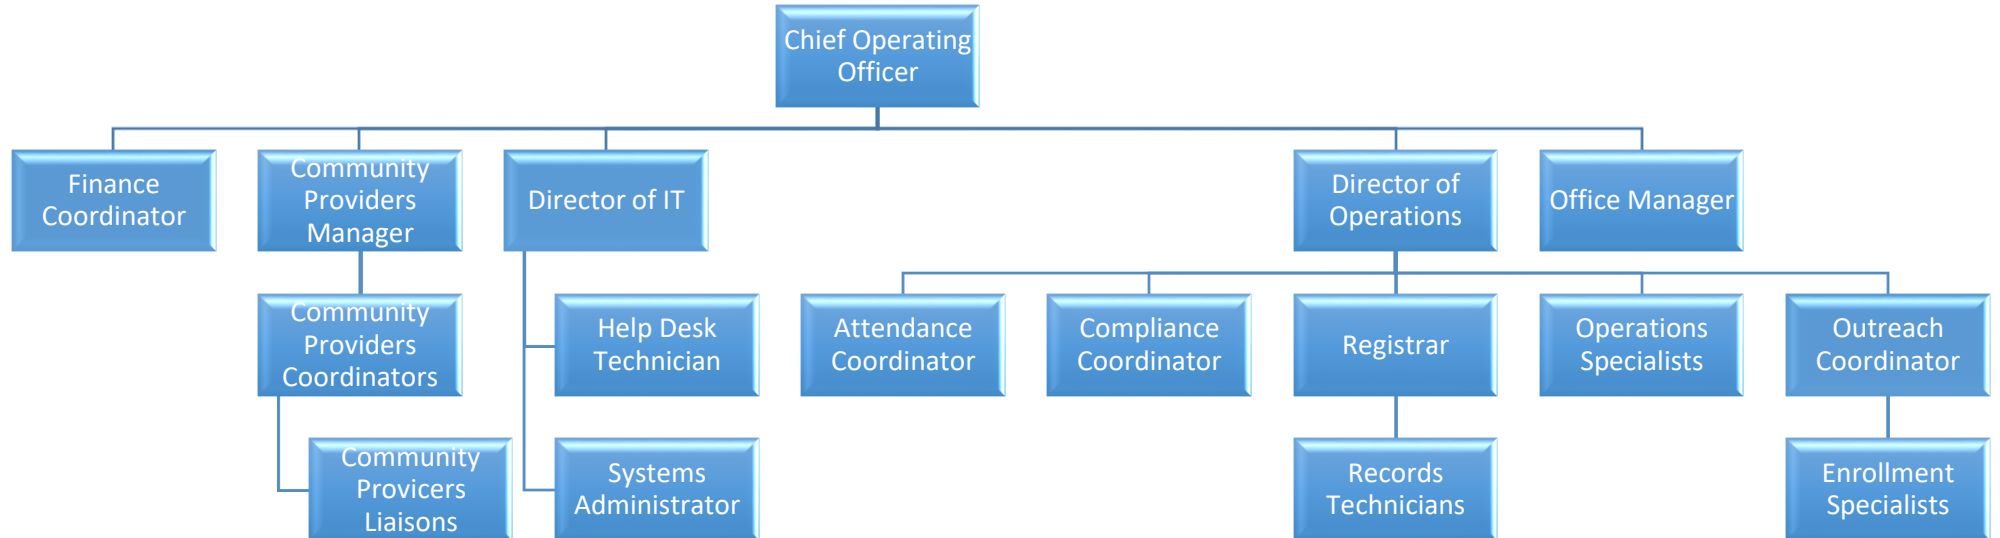 Chief Operating
Officer
Finance
Coordinator
Community
Providers
Manager
Director of IT
Director of
Operations
Office Manager
Community
Providers
Coordinators
Help Desk
Technician
Attendance
Coordinator
Compliance
Coordinator
Registrar
Operations
Specialists
Outreach
Coordinator
Community
Provicers
Liaisons
Systems
Administrator
Records
Technicians
Enrollment
Specialists